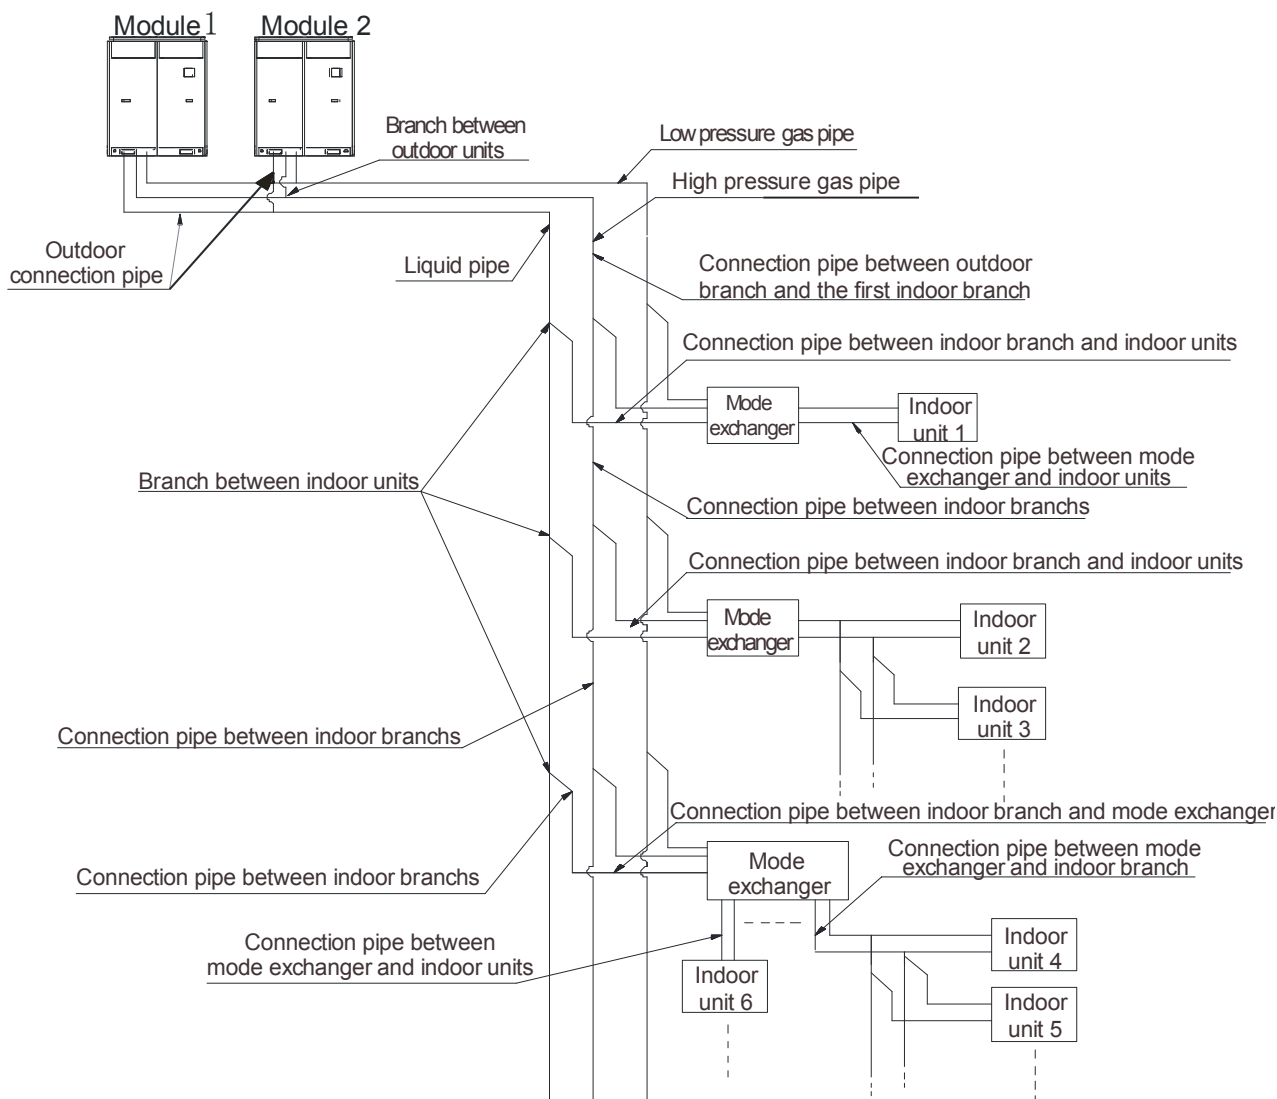 Module 1
Module 2
Branch between
outdoor units
Low pressure gas pipe
High pressure gas pipe
Outdoor
connection pipe
Liquid pipe
Connection pipe between outdoor
branch and the first indoor branch
Connection pipe between indoor branch and indoor units
Mode
exchanger
Indoor
unit 1
Connection pipe between mode
exchanger and indoor units
Branch between indoor units
Connection pipe between indoor branchs
Connection pipe between indoor branch and indoor units
Mode
exchanger
Indoor
unit 2
Indoor
unit 3
Connection pipe between indoor branchs
Connection pipe between indoor branch and mode exchanger
Connection pipe between mode
exchanger and indoor branch
Mode
exchanger
Connection pipe between indoor branchs
Connection pipe between
mode exchanger and indoor units
Indoor
unit 4
Indoor
unit 6
Indoor
unit 5